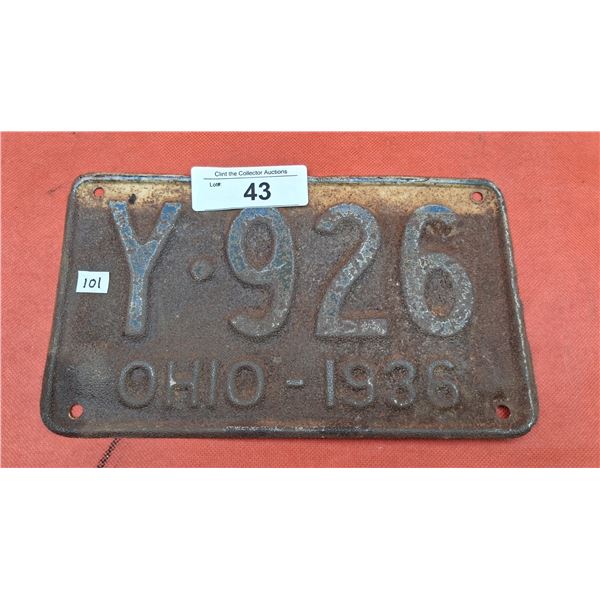 Clint the Collector Auctions
Lot#
43
Y·926
101
OHIO - 1936